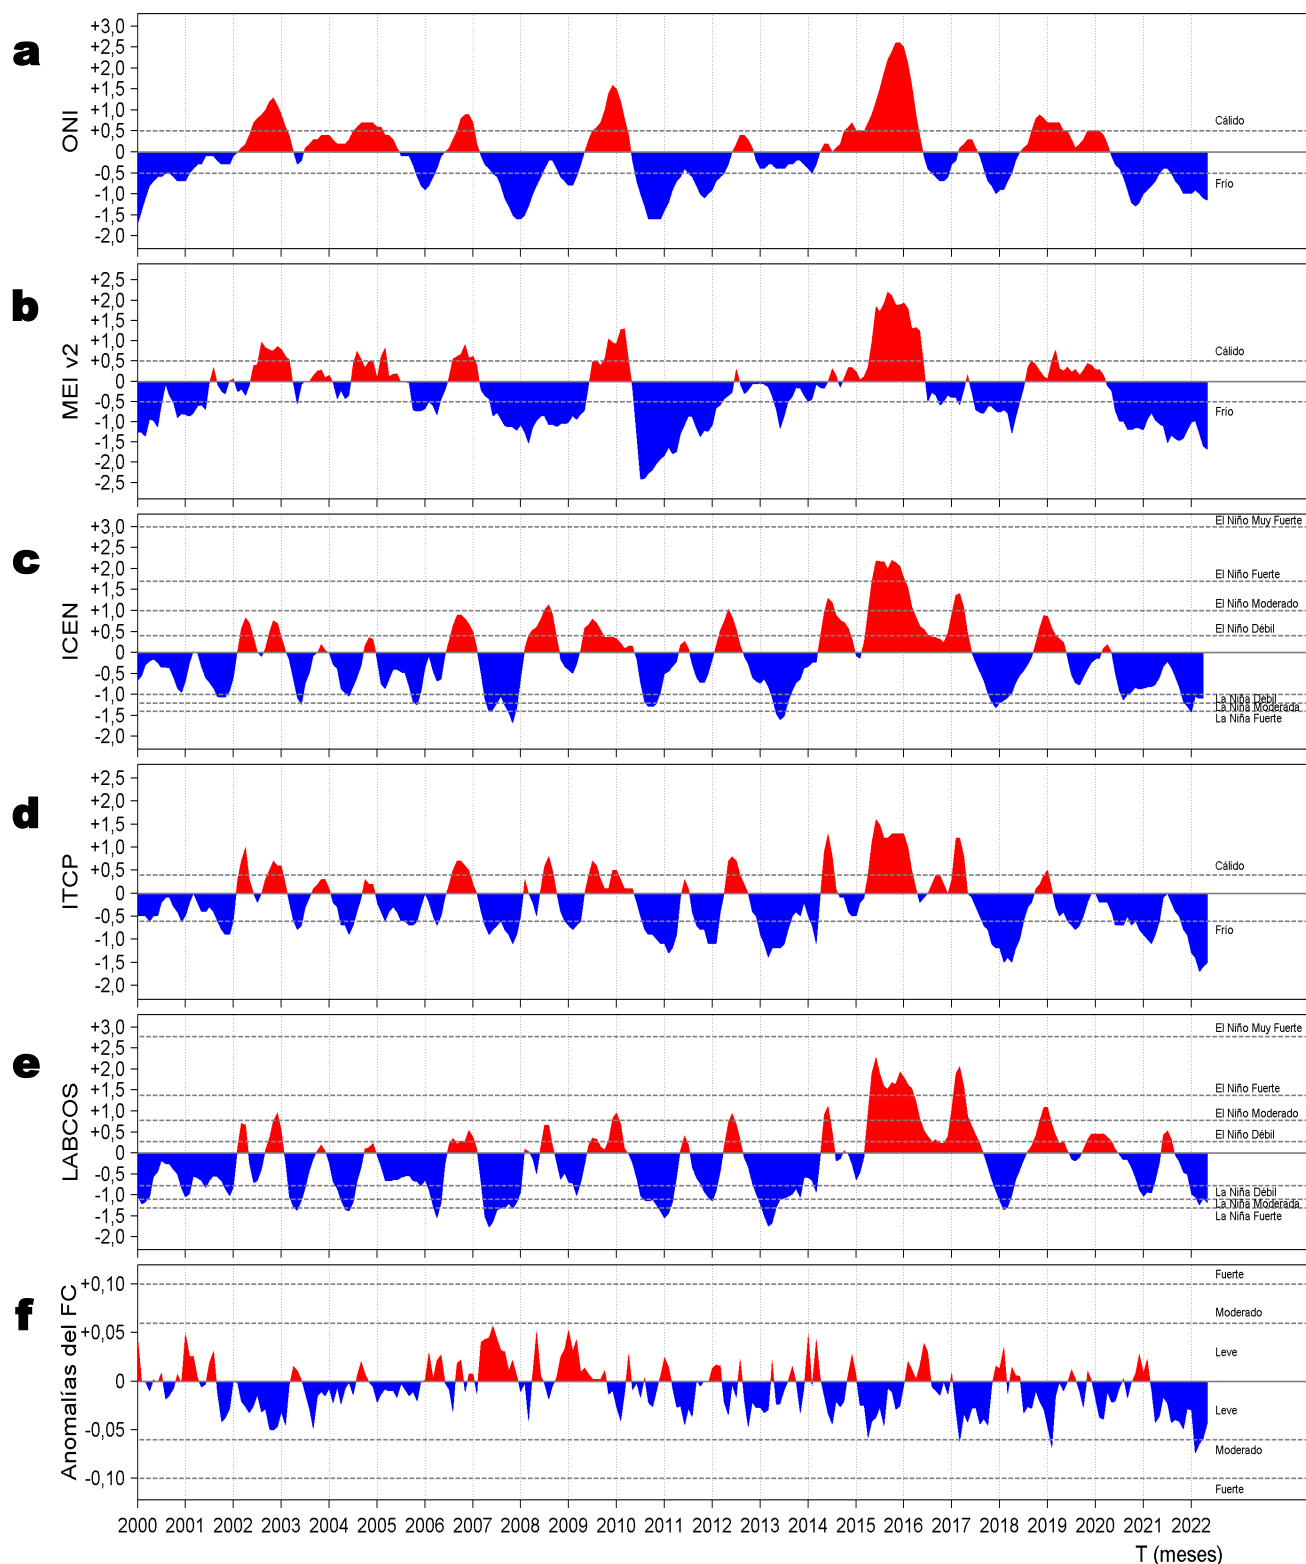 a
ONI
+3,0
+2,5
+2,0
+1,5
+1,0
+0,5
0
-0,5
-1,0
-1,5
-2,0
Cálido
Frío
b
MEI v2
+2,5
+2,0
+1,5
+1,0
+0,5
0
-0,5
-1,0
-1,5
-2,0
-2,5
Cálido
Frío
c
ICEN
+3,0
+2,5
+2,0
+1,5
+1,0
+0,5
0
-0,5
-1,0
-1,5
-2,0
El Niño Muy Fuerte
El Niño Fuerte
El Niño Moderado
El Niño Débil
La Niña Débil
La Niña Moderada
La Niña Fuerte
d
ITCP
+2,5
+2,0
+1,5
+1,0
+0,5
0
-0,5
-1,0
-1,5
-2,0
Cálido
Frío
e
LABCOS
+3,0
+2,5
+2,0
+1,5
+1,0
+0,5
0
-0,5
-1,0
-1,5
-2,0
El Niño Muy Fuerte
El Niño Fuerte
El Niño Moderado
El Niño Débil
La Niña Débil
La Niña Moderada
La Niña Fuerte
f
Anomalías del FC
+0,10
+0,05
0
-0,05
-0,10
Fuerte
Moderado
Leve
Leve
Moderado
Fuerte
2000 2001 2002 2003 2004 2005 2006 2007 2008 2009 2010 2011 2012 2013 2014 2015 2016 2017 2018 2019 2020 2021 2022
T (meses)